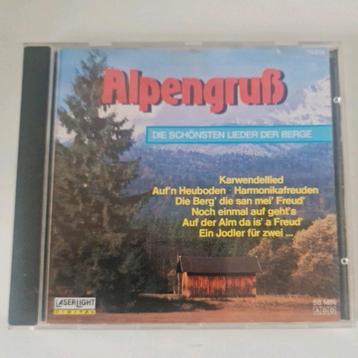 Alpengruß
DIE SCHÖNSTEN LIEDER DER BERGE
Karwendellied
Auf'n Heuboden · Harmonikafreuden
Die Berg' die san mei' Freud'
Noch einmal auf geht's
Auf der Alm da is' a Freud'
Ein Jodler für zwei ...
LASERLIGHT
DIGITAL